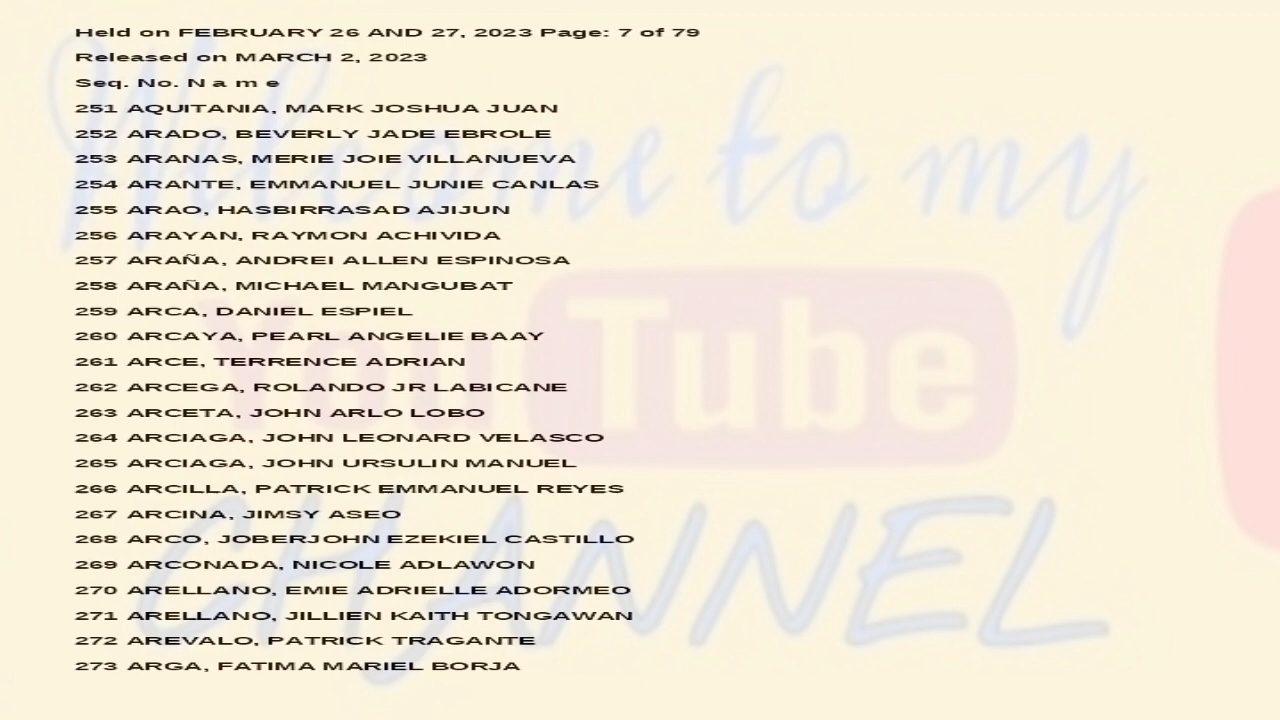 Held on FEBRUARY 26 AND 27, 2023 Page: 7 of 79
Released on MARCH 2, 2023
Seq. No. N a m e
251 AQUITANIA, MARK JOSHUA JUAN
252 ARADO, BEVERLY JADE EBROLE
253 ARANAS, MERIE JOIE VILLANUEVA
254 ARANTE, EMMANUEL JUNIE CANLAS
255 ARAO, HASBIRRASAD AJIJUN
256 ARAYAN, RAYMON ACHIVIDA
257 ARAÑA, ANDREI ALLEN ESPINOSA
258 ARAÑA, MICHAEL MANGUBAT
259 ARCA, DANIEL ESPIEL
260 ARCAYA, PEARL ANGELIE BAAY
261 ARCE, TERRENCE ADRIAN
262 ARCEGA, ROLANDO JR LABICANE
263 ARCETA, JOHN ARLO LOBO
264 ARCIAGA, JOHN LEONARD VELASCO
265 ARCIAGA, JOHN URSULIN MANUEL
266 ARCILLA, PATRICK EMMANUEL REYES
267 ARCINA, JIMSY ASEO
268 ARCO, JOBERJOHN EZEKIEL CASTILLO
269 ARCONADA, NICOLE ADLAWON
270 ARELLANO, EMIE ADRIELLE ADORMEO
271 ARELLANO, JILLIEN KAITH TONGAWAN
272 AREVALO, PATRICK TRAGANTE
273 ARGA, FATIMA MARIEL BORJA
Welcome to my
YouTube
CHANNEL